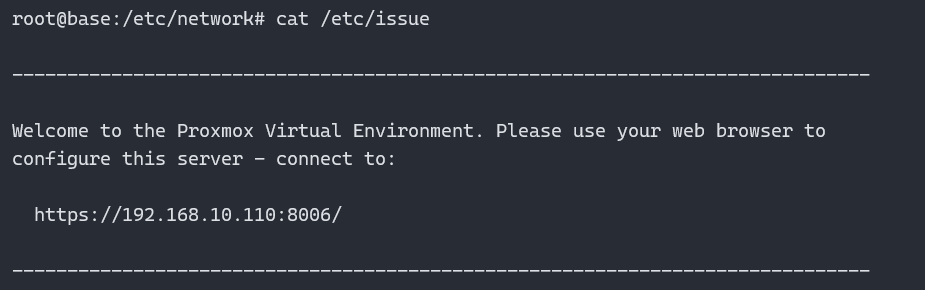 root@base:/etc/network# cat /etc/issue
------------------------------------------------------------------------------
Welcome to the Proxmox Virtual Environment. Please use your web browser to
configure this server - connect to:
https://192.168.10.110:8006/
------------------------------------------------------------------------------